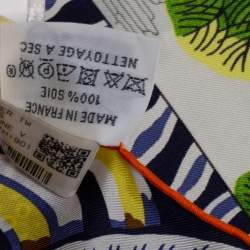 MADE IN FRANCE
100% SOIE
NETTOYAGE A SEC